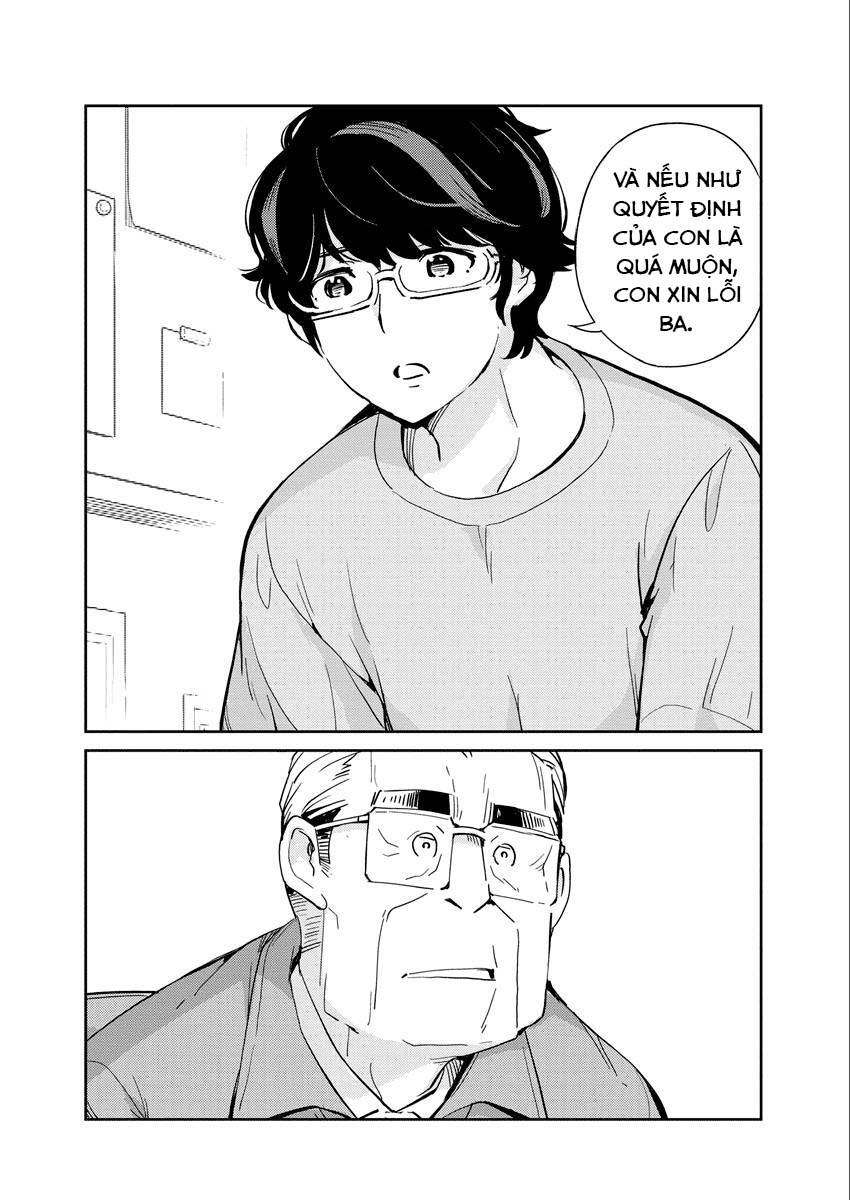 VÀ NẾU NHƯ
QUYẾT ĐỊNH
CỦA CON LÀ
QUÁ MUỘN,
CON XIN LỖI
BA.